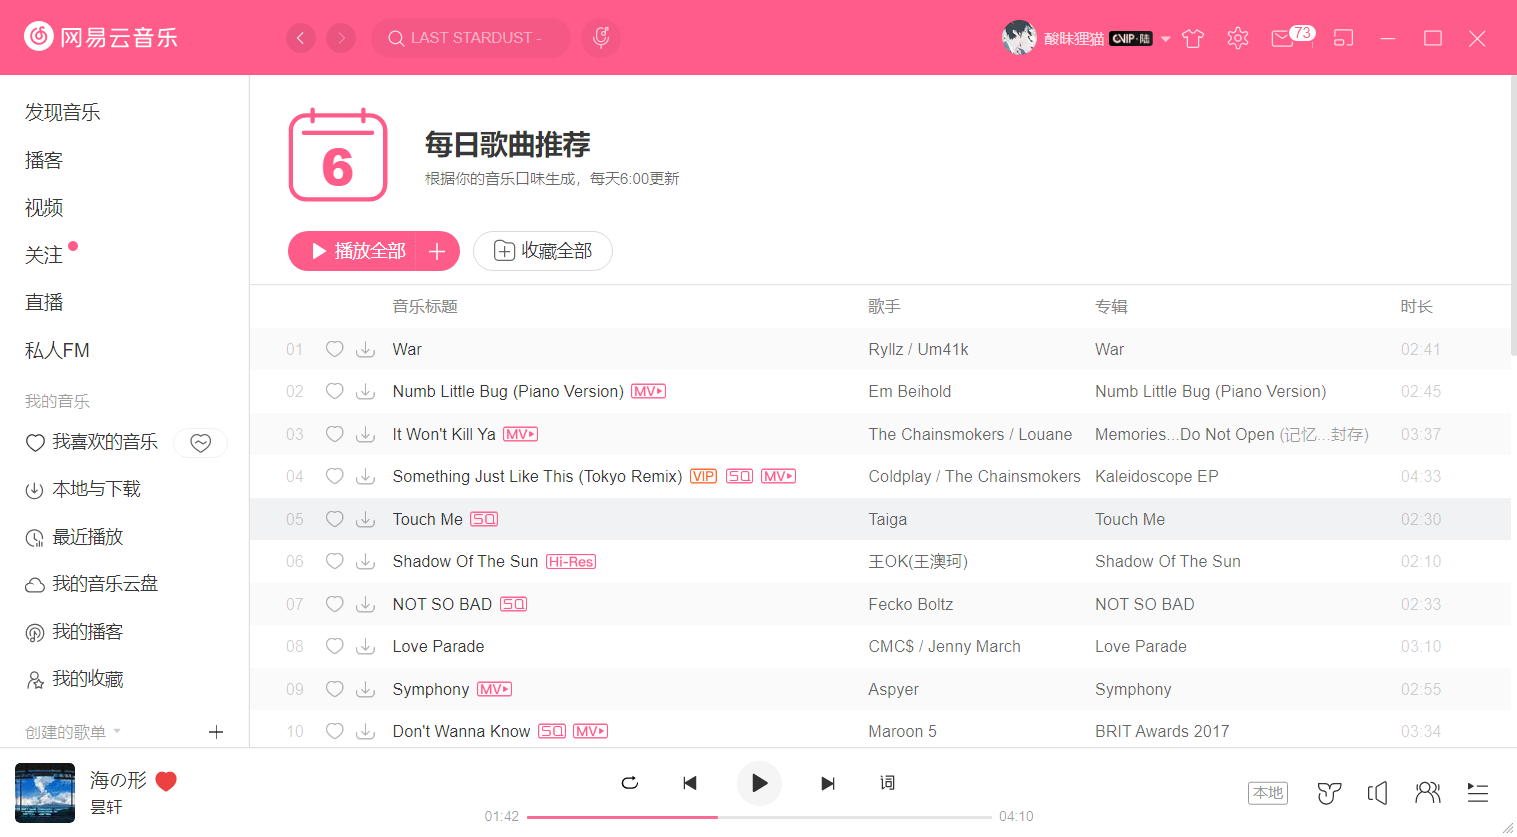 网易云音乐
LAST STARDUST -
酸昧狸猫
VIP·陆
73
发现音乐
播客
视频
关注
直播
私人FM
我的音乐
我喜欢的音乐
本地与下载
最近播放
我的音乐云盘
我的播客
我的收藏
创建的歌单
6
每日歌曲推荐
根据你的音乐口味生成，每天6:00更新
播放全部
收藏全部
音乐标题 歌手 专辑 时长
01 War Ryllz / Um41k War 02:41
02 Numb Little Bug (Piano Version) MV Em Beihold Numb Little Bug (Piano Version) 02:45
03 It Won't Kill Ya MV The Chainsmokers / Louane Memories...Do Not Open (记忆...封存) 03:37
04 Something Just Like This (Tokyo Remix) VIP SQ MV Coldplay / The Chainsmokers Kaleidoscope EP 04:33
05 Touch Me SQ Taiga Touch Me 02:30
06 Shadow Of The Sun Hi-Res 王OK(王澳珂) Shadow Of The Sun 02:10
07 NOT SO BAD SQ Fecko Boltz NOT SO BAD 02:33
08 Love Parade CMC$ / Jenny March Love Parade 03:10
09 Symphony MV Aspyer Symphony 02:55
10 Don't Wanna Know SQ MV Maroon 5 BRIT Awards 2017 03:34
海の形
昙轩
词
01:42
04:10
本地